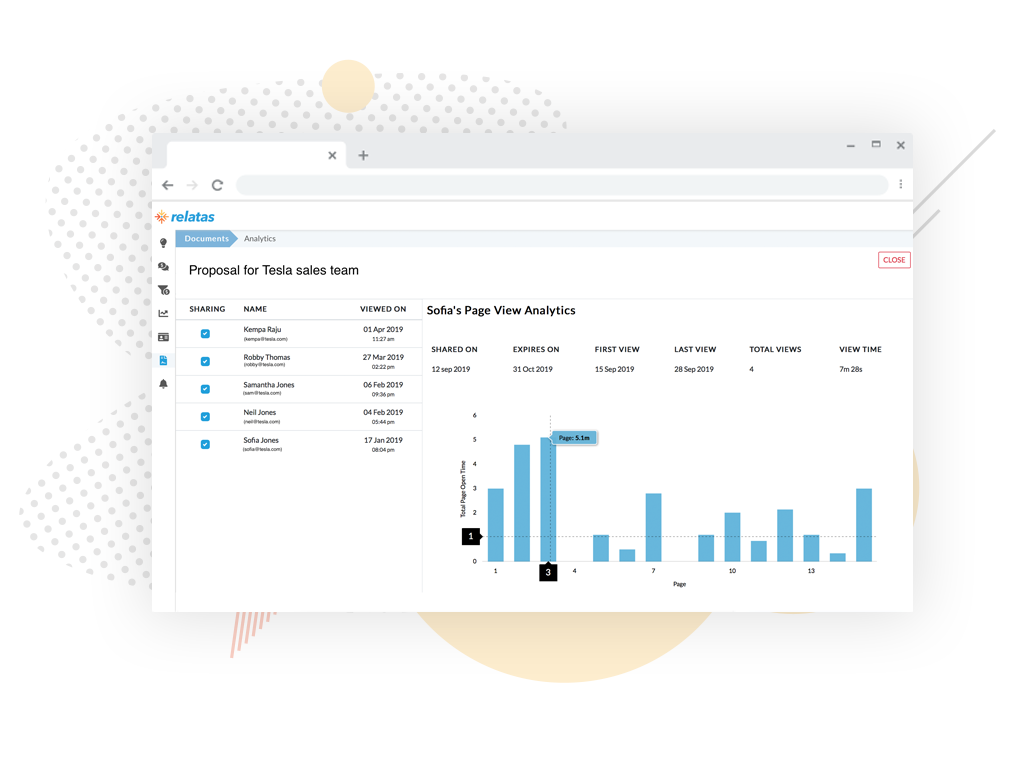 relatas
Documents Analytics
Proposal for Tesla sales team
CLOSE
SHARING NAME VIEWED ON
Kempa Raju 01 Apr 2019
(kempa@tesla.com) 11:27 am
Robby Thomas 27 Mar 2019
(robby@tesla.com) 02:22 pm
Samantha Jones 06 Feb 2019
(sam@tesla.com) 09:36 pm
Neil Jones 04 Feb 2019
(neil@tesla.com) 05:44 pm
Sofia Jones 17 Jan 2019
(sofia@tesla.com) 08:04 pm
Sofia's Page View Analytics
SHARED ON EXPIRES ON FIRST VIEW LAST VIEW TOTAL VIEWS VIEW TIME
12 sep 2019 31 Oct 2019 15 Sep 2019 28 Sep 2019 4 7m 28s
Total Page Open Time
6
5
Page: 5.1m
4
3
2
1
0
1 3 4 7 10 13
Page